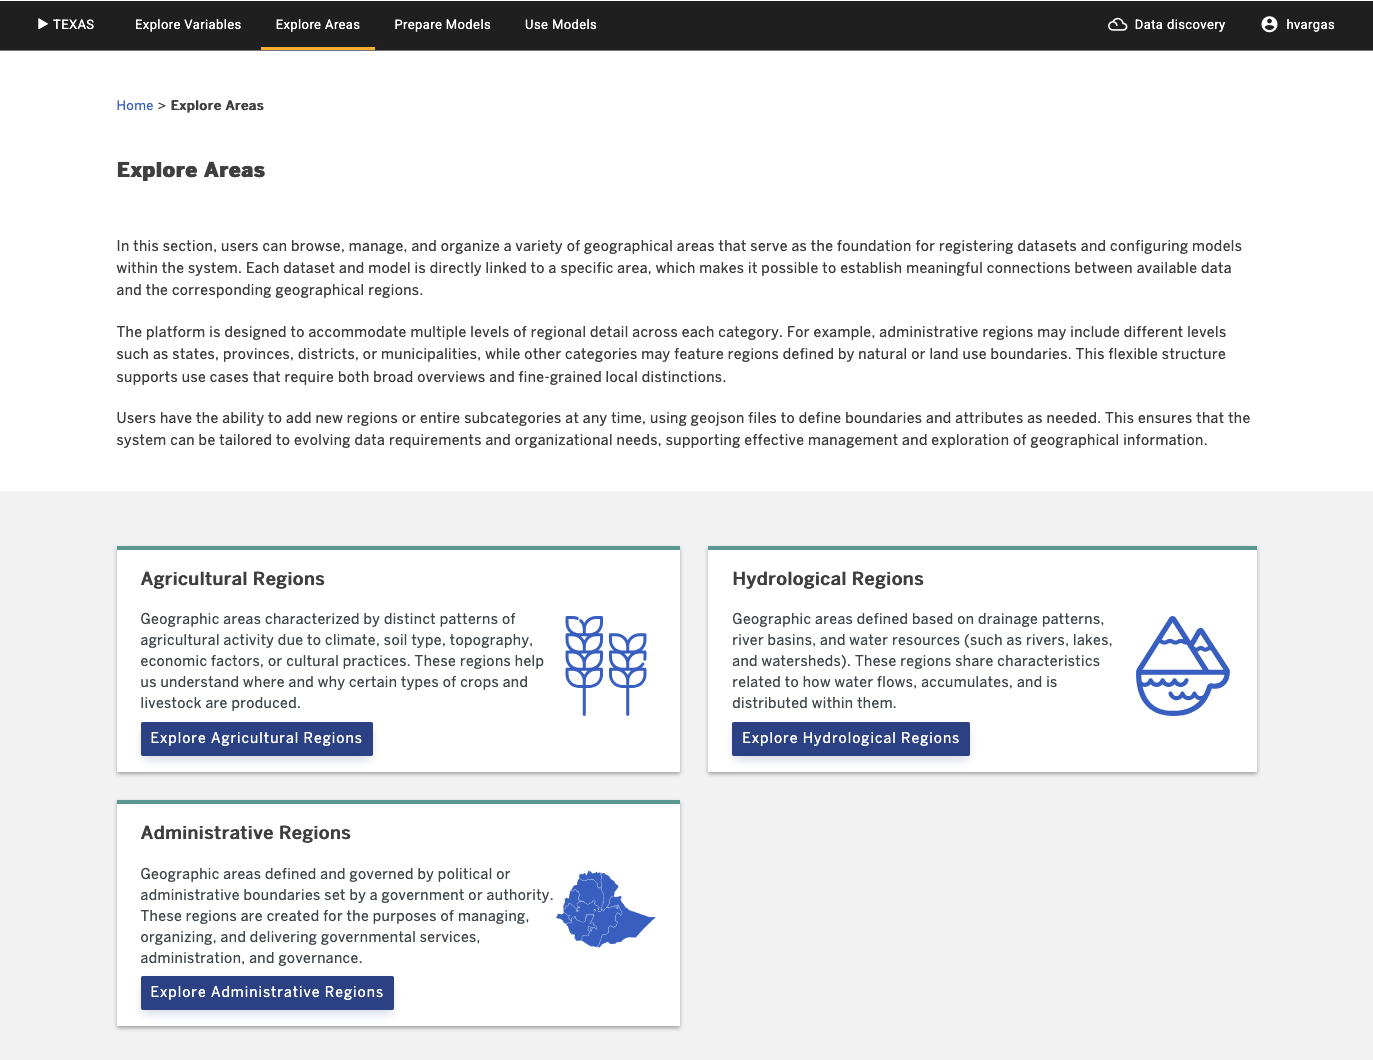 ▶ TEXAS Explore Variables Explore Areas Prepare Models Use Models Data discovery hvargas
Home > Explore Areas
Explore Areas
In this section, users can browse, manage, and organize a variety of geographical areas that serve as the foundation for registering datasets and configuring models
within the system. Each dataset and model is directly linked to a specific area, which makes it possible to establish meaningful connections between available data
and the corresponding geographical regions.
The platform is designed to accommodate multiple levels of regional detail across each category. For example, administrative regions may include different levels
such as states, provinces, districts, or municipalities, while other categories may feature regions defined by natural or land use boundaries. This flexible structure
supports use cases that require both broad overviews and fine-grained local distinctions.
Users have the ability to add new regions or entire subcategories at any time, using geojson files to define boundaries and attributes as needed. This ensures that the
system can be tailored to evolving data requirements and organizational needs, supporting effective management and exploration of geographical information.
Agricultural Regions
Geographic areas characterized by distinct patterns of
agricultural activity due to climate, soil type, topography,
economic factors, or cultural practices. These regions help
us understand where and why certain types of crops and
livestock are produced.
Explore Agricultural Regions
Hydrological Regions
Geographic areas defined based on drainage patterns,
river basins, and water resources (such as rivers, lakes,
and watersheds). These regions share characteristics
related to how water flows, accumulates, and is
distributed within them.
Explore Hydrological Regions
Administrative Regions
Geographic areas defined and governed by political or
administrative boundaries set by a government or authority.
These regions are created for the purposes of managing,
organizing, and delivering governmental services,
administration, and governance.
Explore Administrative Regions